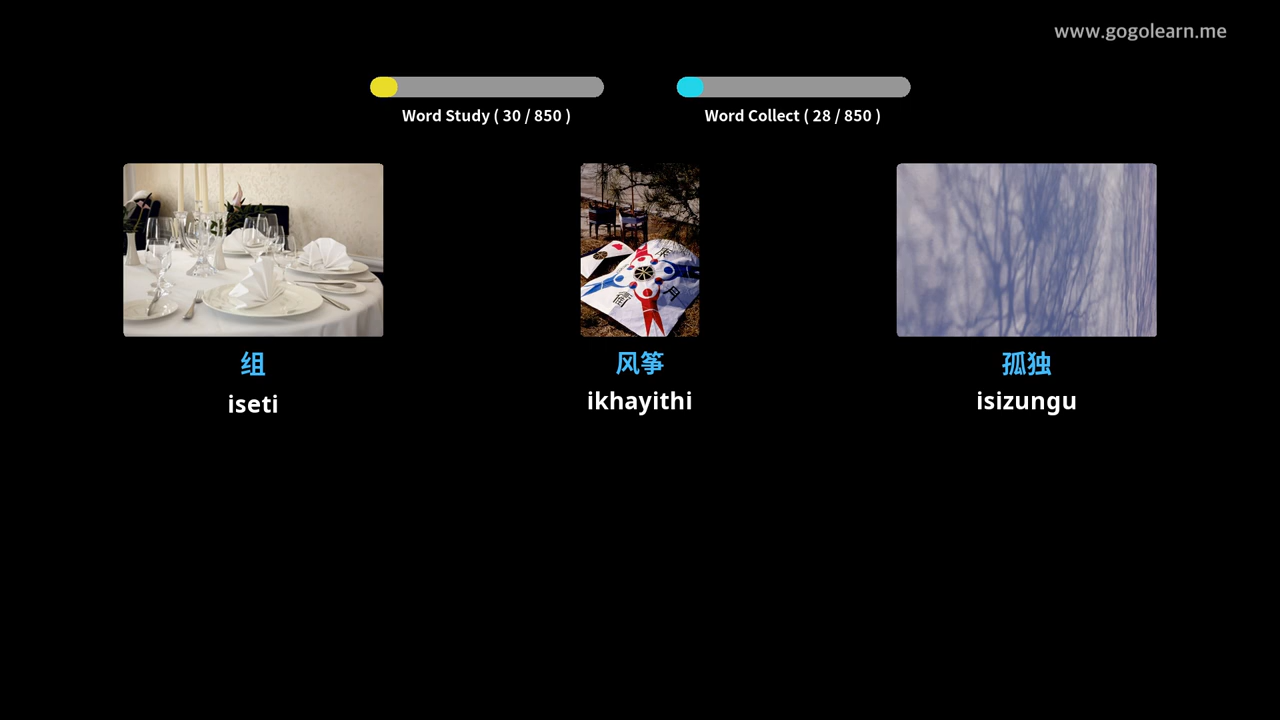 www.gogolearn.me
Word Study ( 30 / 850 )
Word Collect ( 28 / 850 )
组
iseti
风筝
ikhayithi
孤独
isizungu